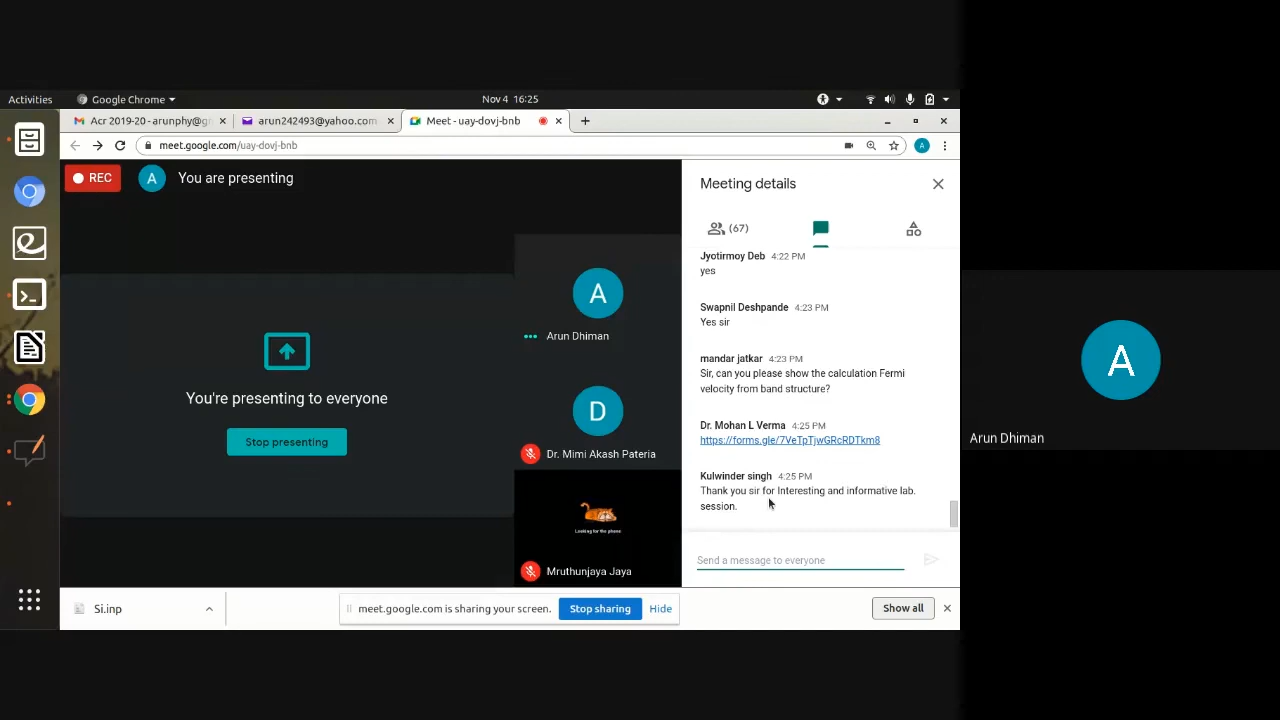 Activities
Google Chrome
Nov 4 16:25
Acr 2019-20 - arunphy@gm
arun242493@yahoo.com
Meet - uay-dovj-bnb
meet.google.com/uay-dovj-bnb
A
REC
A
You are presenting
Meeting details
(67)
Jyotirmoy Deb 4:22 PM
yes
Swapnil Deshpande 4:23 PM
Yes sir
mandar jatkar 4:23 PM
Sir, can you please show the calculation Fermi
velocity from band structure?
Dr. Mohan L Verma 4:25 PM
https://forms.gle/7VeTpTjwGRcRDTkm8
Kulwinder singh 4:25 PM
Thank you sir for Interesting and informative lab.
session.
Send a message to everyone
You're presenting to everyone
Stop presenting
A
Arun Dhiman
D
Dr. Mimi Akash Pateria
Looking for the phone
Mruthunjaya Jaya
A
Arun Dhiman
Si.inp
meet.google.com is sharing your screen.
Stop sharing
Hide
Show all